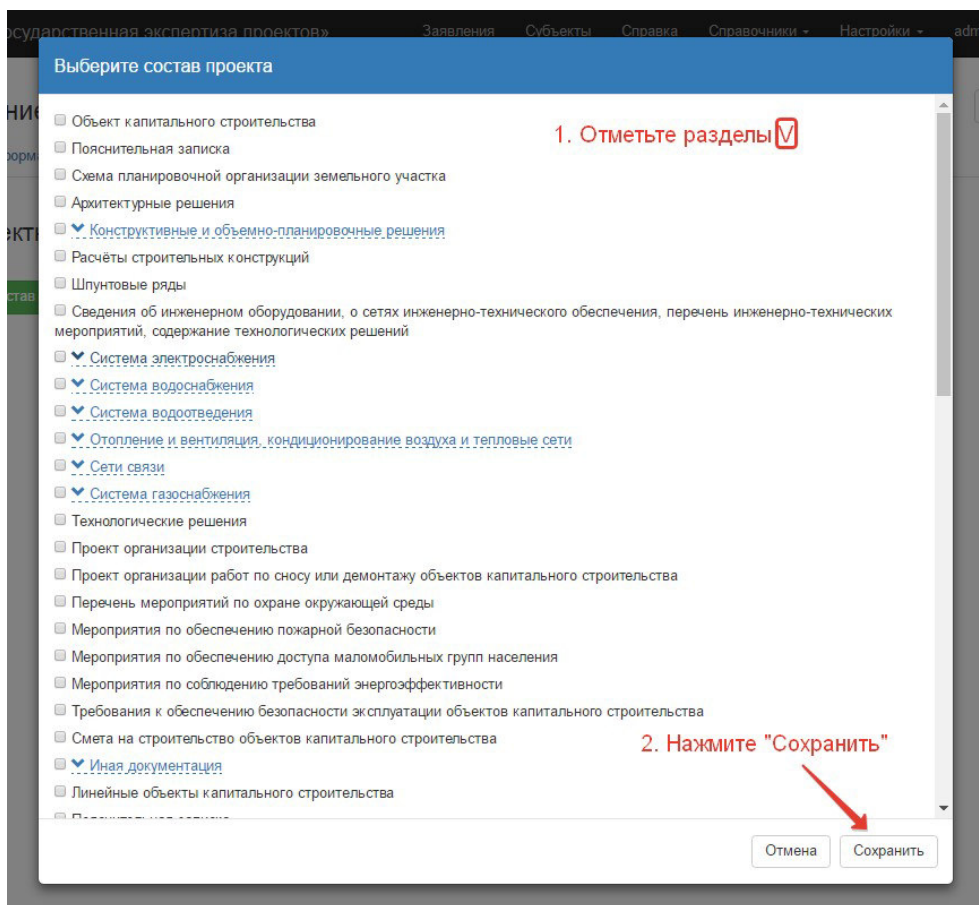 осударственная экспертиза проектов» Заявления Субъекты Справка Справочники Настройки adm
Выберите состав проекта
Объект капитального строительства
1. Отметьте разделы V
Пояснительная записка
Схема планировочной организации земельного участка
Архитектурные решения
Конструктивные и объемно-планировочные решения
Расчёты строительных конструкций
Шпунтовые ряды
Сведения об инженерном оборудовании, о сетях инженерно-технического обеспечения, перечень инженерно-технических
мероприятий, содержание технологических решений
Система электроснабжения
Система водоснабжения
Система водоотведения
Отопление и вентиляция, кондиционирование воздуха и тепловые сети
Сети связи
Система газоснабжения
Технологические решения
Проект организации строительства
Проект организации работ по сносу или демонтажу объектов капитального строительства
Перечень мероприятий по охране окружающей среды
Мероприятия по обеспечению пожарной безопасности
Мероприятия по обеспечению доступа маломобильных групп населения
Мероприятия по соблюдению требований энергоэффективности
Требования к обеспечению безопасности эксплуатации объектов капитального строительства
Смета на строительство объектов капитального строительства
2. Нажмите "Сохранить"
Иная документация
Линейные объекты капитального строительства
Отмена Сохранить